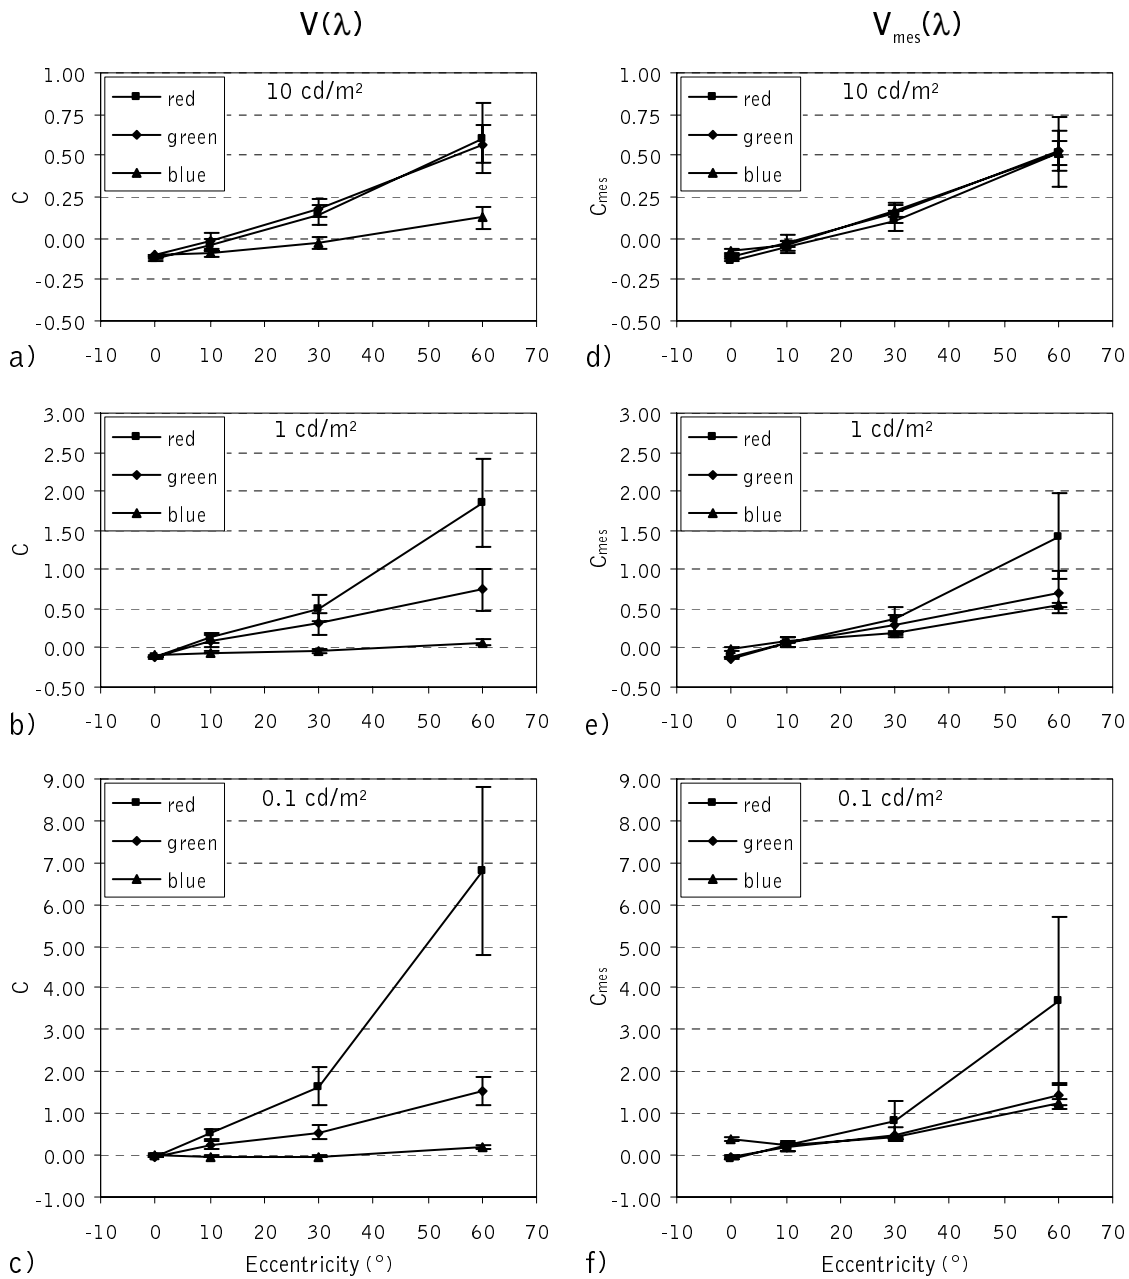 V(λ)
Vmes(λ)
10 cd/m²
red
green
blue
C
1.00
0.75
0.50
0.25
0.00
-0.25
-0.50
-10 0 10 20 30 40 50 60 70
a)
10 cd/m²
red
green
blue
Cmes
1.00
0.75
0.50
0.25
0.00
-0.25
-0.50
-10 0 10 20 30 40 50 60 70
d)
1 cd/m²
red
green
blue
C
3.00
2.50
2.00
1.50
1.00
0.50
0.00
-0.50
-10 0 10 20 30 40 50 60 70
b)
1 cd/m²
red
green
blue
Cmes
3.00
2.50
2.00
1.50
1.00
0.50
0.00
-0.50
-10 0 10 20 30 40 50 60 70
e)
0.1 cd/m²
red
green
blue
C
9.00
8.00
7.00
6.00
5.00
4.00
3.00
2.00
1.00
0.00
-1.00
-10 0 10 20 30 40 50 60 70
c)
Eccentricity (°)
0.1 cd/m²
red
green
blue
Cmes
9.00
8.00
7.00
6.00
5.00
4.00
3.00
2.00
1.00
0.00
-1.00
-10 0 10 20 30 40 50 60 70
f)
Eccentricity (°)